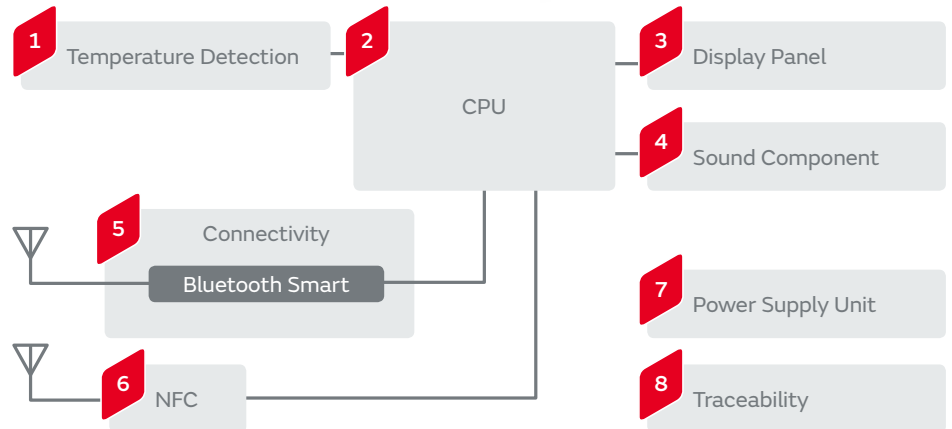 1
Temperature Detection
2
CPU
3
Display Panel
4
Sound Component
5
Connectivity
Bluetooth Smart
6
NFC
7
Power Supply Unit
8
Traceability